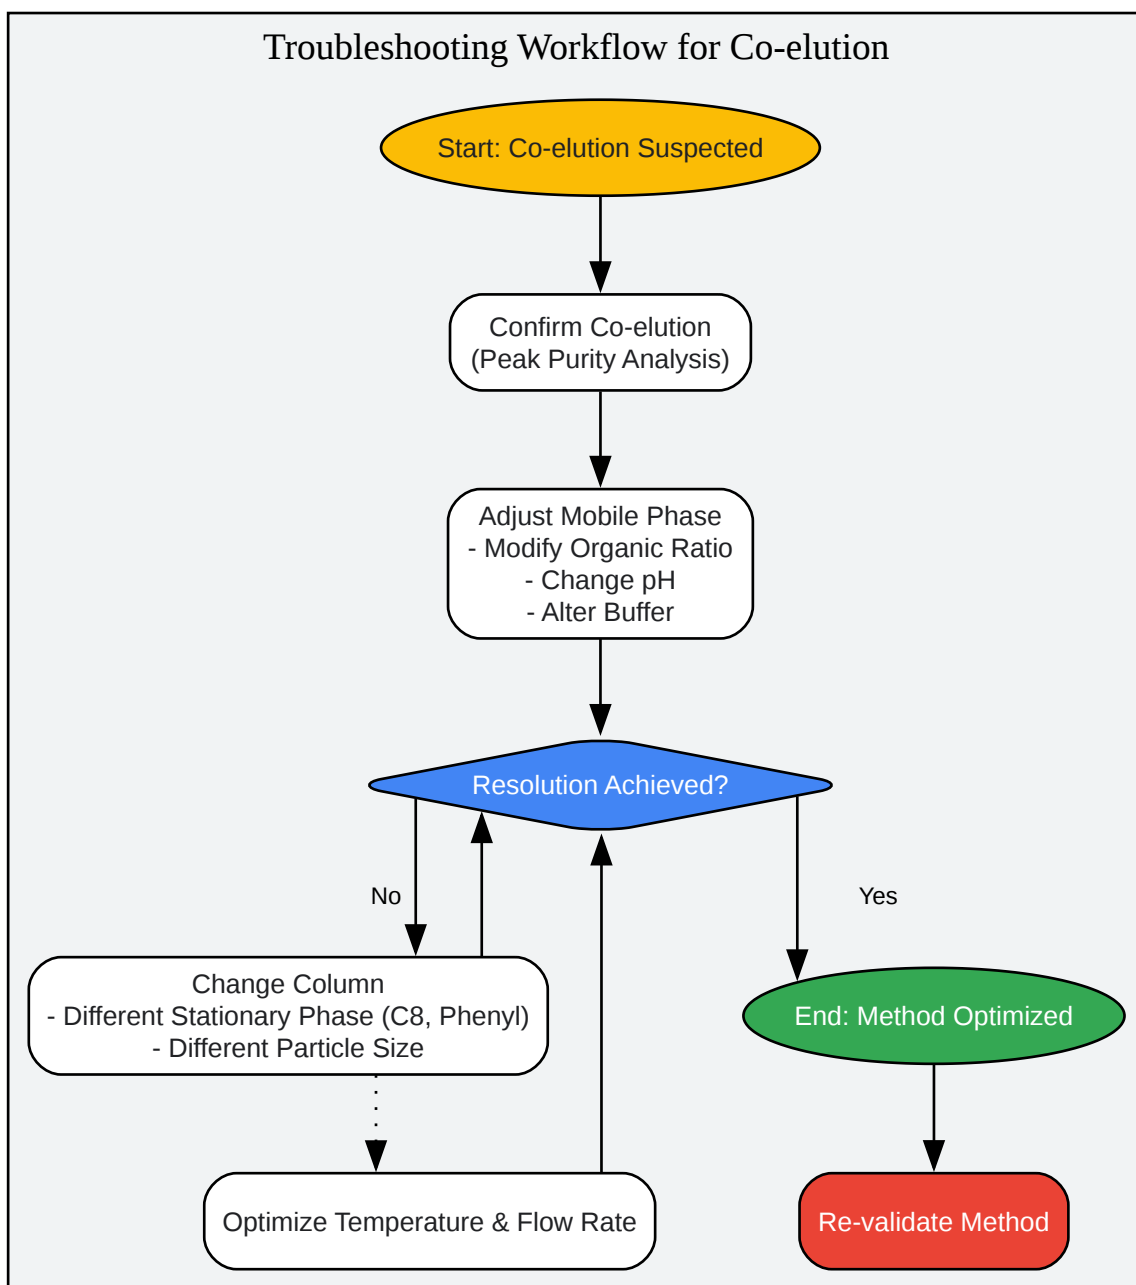 Troubleshooting Workflow for Co-elution
Start: Co-elution Suspected
Confirm Co-elution
(Peak Purity Analysis)
Adjust Mobile Phase
- Modify Organic Ratio
- Change pH
- Alter Buffer
Resolution Achieved?
No
Yes
Change Column
- Different Stationary Phase (C8, Phenyl)
- Different Particle Size
End: Method Optimized
Optimize Temperature & Flow Rate
Re-validate Method